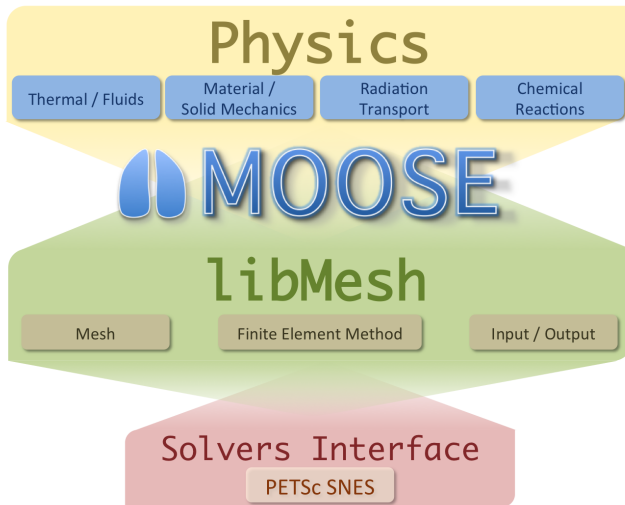 Physics
Thermal / Fluids
Material /
Solid Mechanics
Radiation
Transport
Chemical
Reactions
MOOSE
libMesh
Mesh
Finite Element Method
Input / Output
Solvers Interface
PETSc SNES